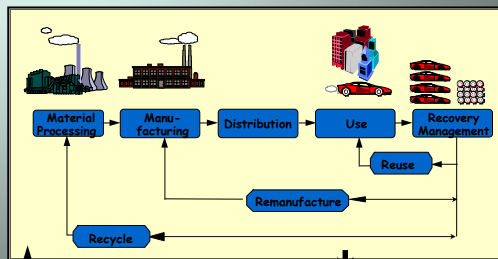 Material
Processing
Manu-
facturing
Distribution
Use
Recovery
Management
Reuse
Remanufacture
Recycle